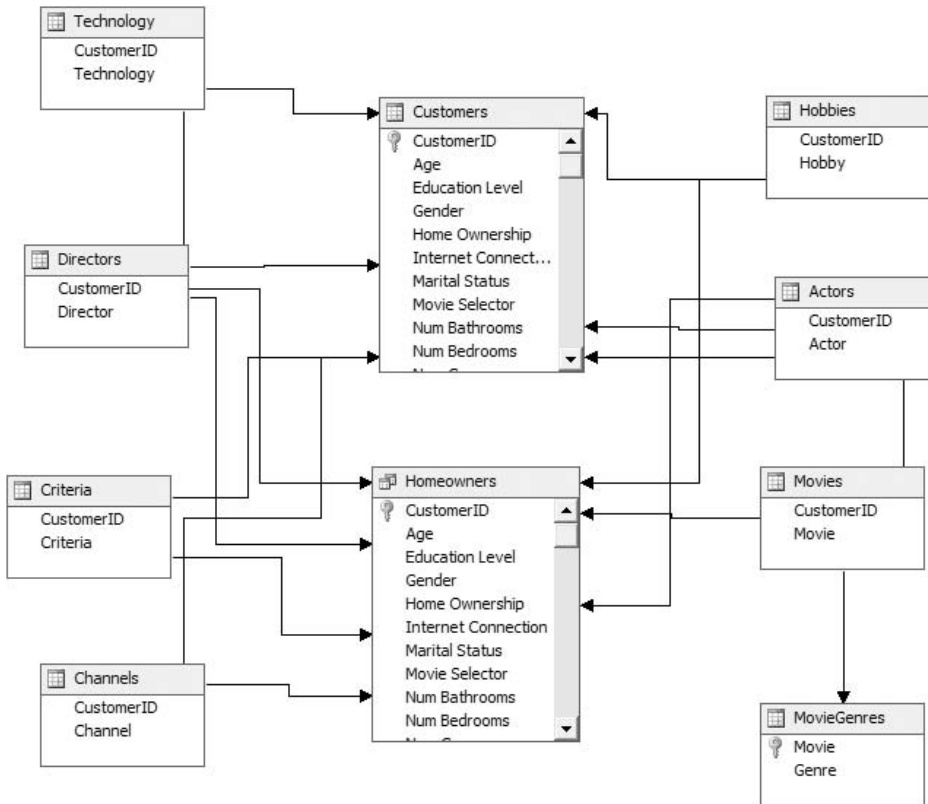 Technology
CustomerID
Technology
Customers
CustomerID
Age
Education Level
Gender
Home Ownership
Internet Connect...
Marital Status
Movie Selector
Num Bathrooms
Num Bedrooms
Hobbies
CustomerID
Hobby
Directors
CustomerID
Director
Actors
CustomerID
Actor
Criteria
CustomerID
Criteria
Homeowners
CustomerID
Age
Education Level
Gender
Home Ownership
Internet Connection
Marital Status
Movie Selector
Num Bathrooms
Num Bedrooms
Movies
CustomerID
Movie
Channels
CustomerID
Channel
MovieGenres
Movie
Genre